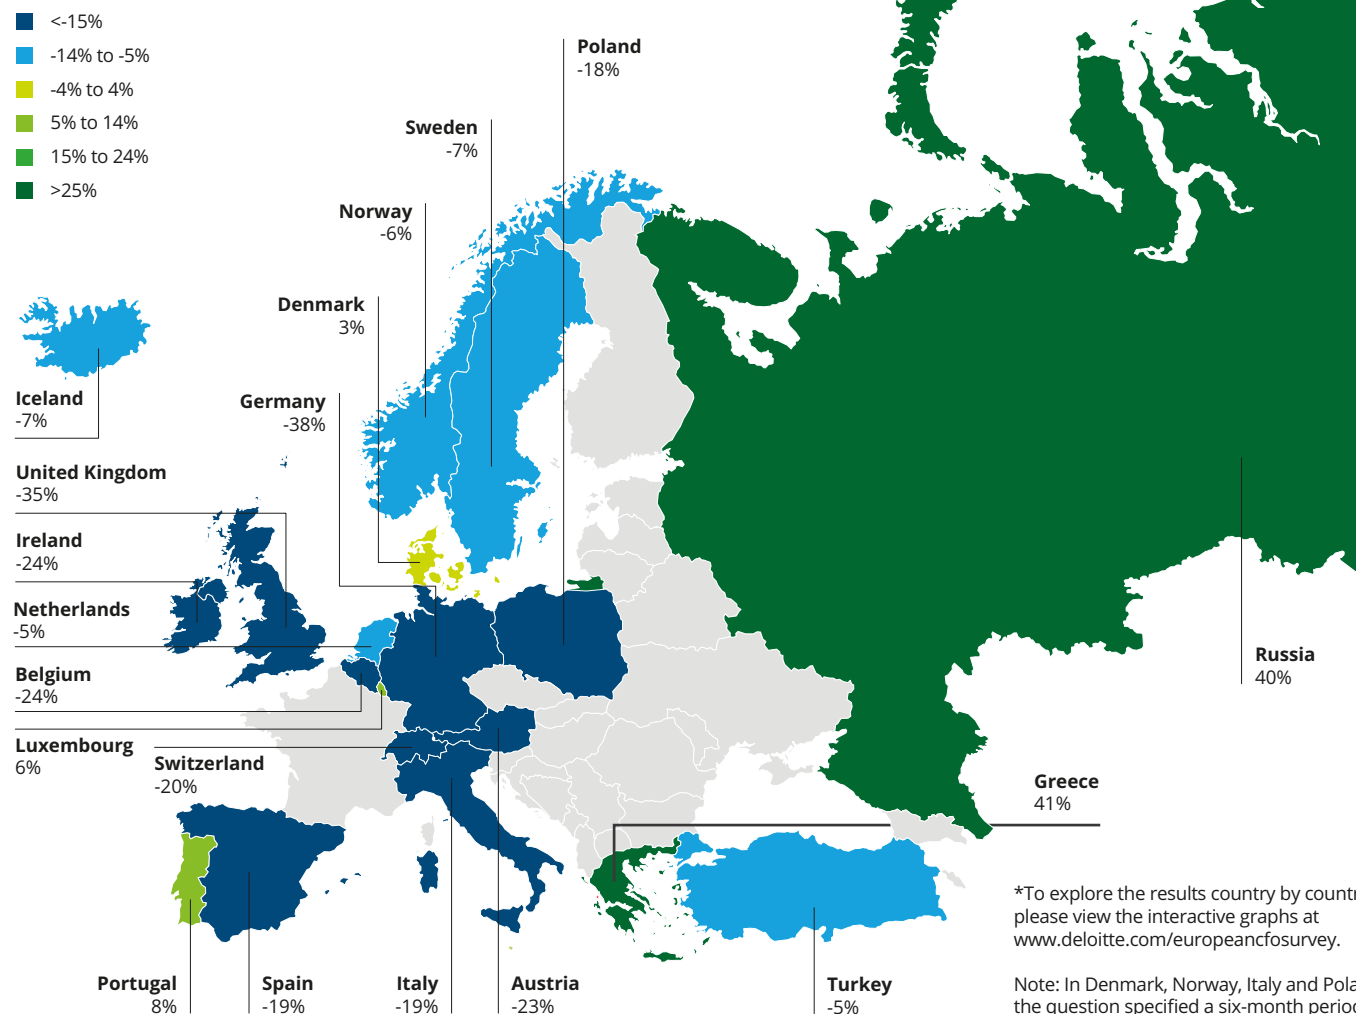 <-15%
-14% to -5%
-4% to 4%
5% to 14%
15% to 24%
>25%
Poland
-18%
Sweden
-7%
Norway
-6%
Denmark
3%
Germany
-38%
Iceland
-7%
United Kingdom
-35%
Ireland
-24%
Netherlands
-5%
Belgium
-24%
Luxembourg
6%
Switzerland
-20%
Russia
40%
Greece
41%
Portugal
8%
Spain
-19%
Italy
-19%
Austria
-23%
Turkey
-5%
*To explore the results country by
please view the interactive graphs at
www.deloitte.com/europeancfosurvey.
Note: In Denmark, Norway, Italy and
the question specified a six-month period